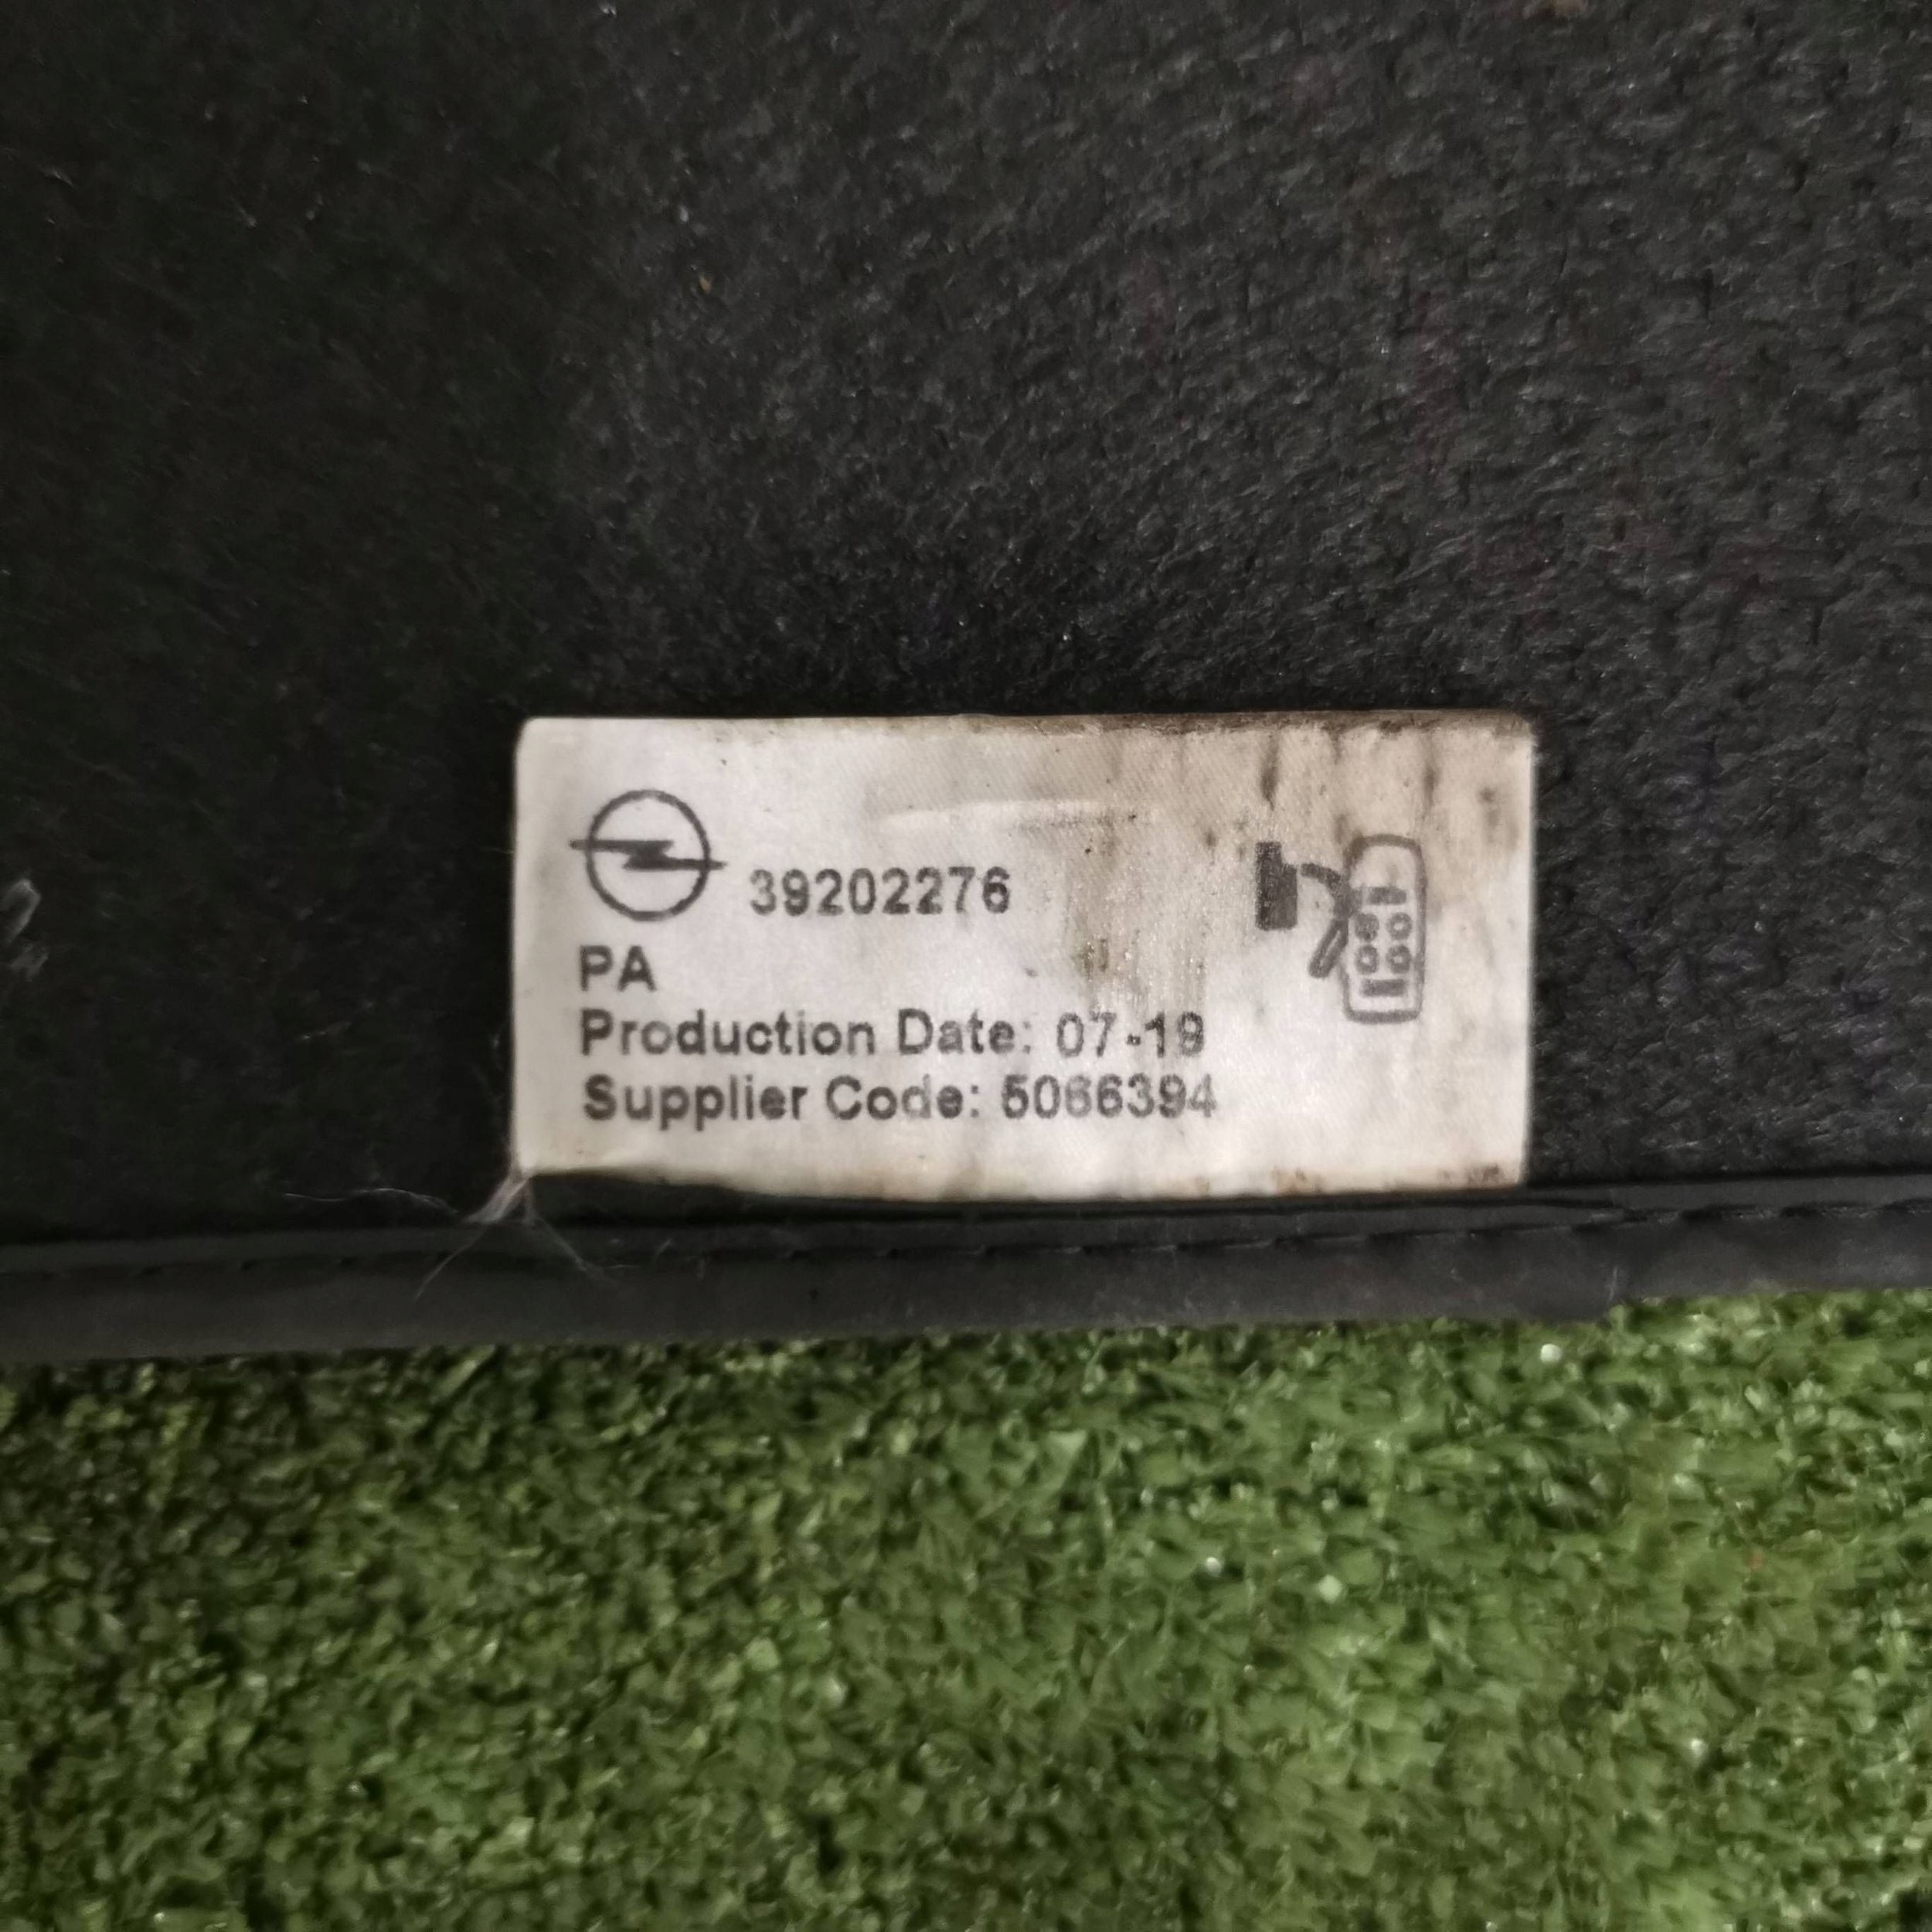 39202276
PA
Production Date: 07-19
Supplier Code: 5066394